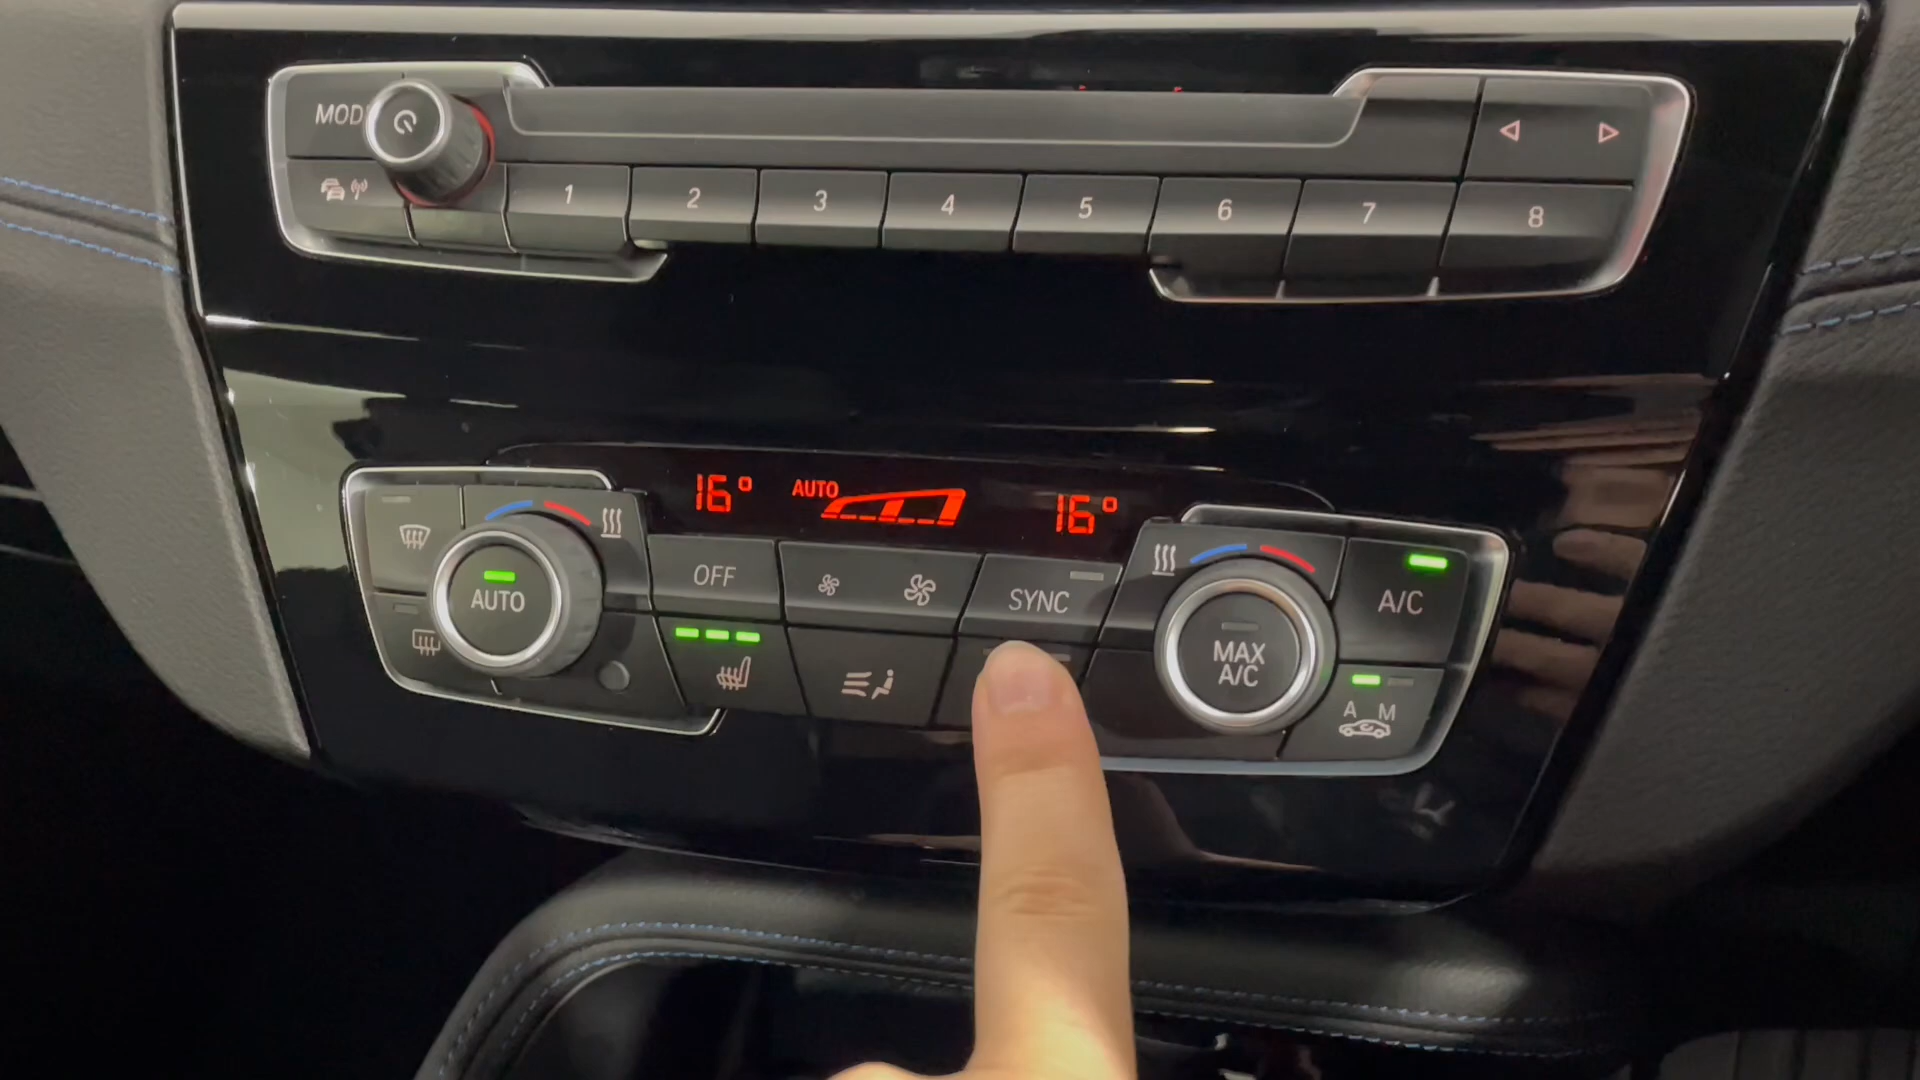 MOD
1 2 3 4 5 6 7 8
16° AUTO 16°
AUTO
OFF
SYNC
MAX
A/C
A/C
A M